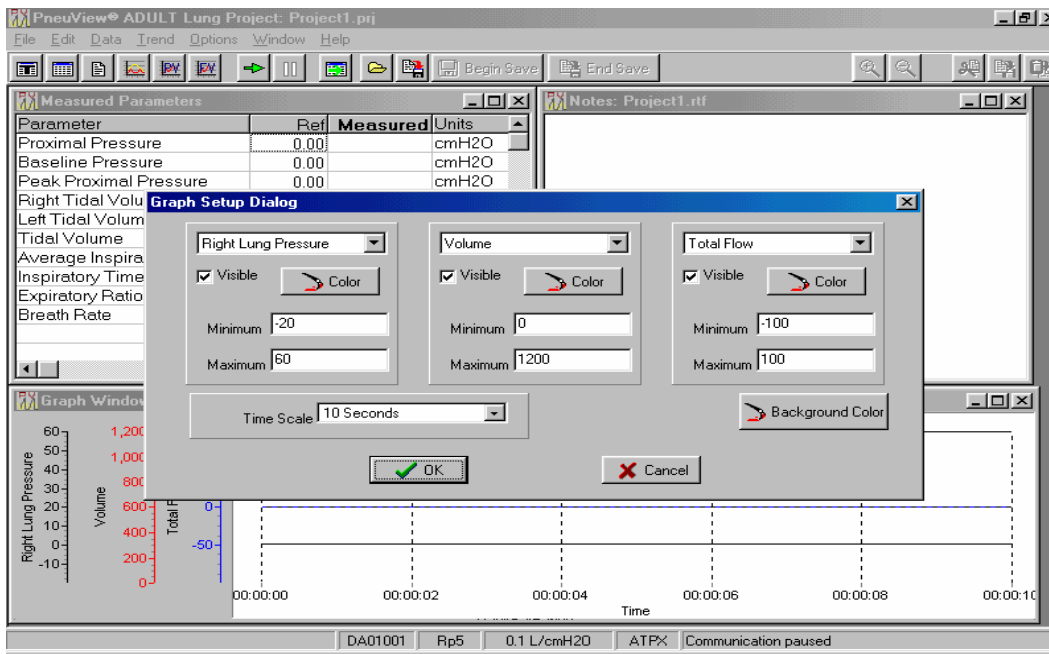 PneuView® ADULT Lung Project: Project1.prj
File Edit Data Trend Options Window Help
Begin Save End Save
Measured Parameters
Parameter Ref Measured Units
Proximal Pressure 0.00 cmH2O
Baseline Pressure 0.00 cmH2O
Peak Proximal Pressure 0.00 cmH2O
Right Tidal Volu
Left Tidal Volum
Tidal Volume
Average Inspira
Inspiratory Time
Expiratory Ratio
Breath Rate
Notes: Project1.rtf
Graph Setup Dialog
Right Lung Pressure Volume Total Flow
Visible Color Visible Color Visible Color
Minimum -20 Minimum 0 Minimum -100
Maximum 60 Maximum 1200 Maximum 100
Time Scale 10 Seconds Background Color
OK Cancel
Graph Window
Right Lung Pressure
60
50
40
30
20
10
0
-10
Volume
1,200
1,000
800
600
400
200
0
Total F
0
-50
00:00:00 00:00:02 00:00:04 00:00:06 00:00:08 00:00:10
Time
DA01001 Rp5 0.1 L/cmH2O ATPX Communication paused